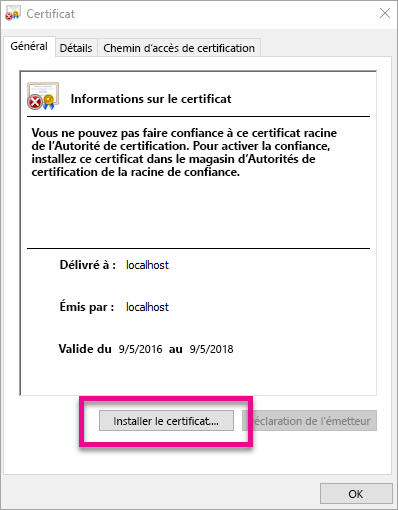 Certificat
Général Détails Chemin d'accès de certification
Informations sur le certificat
Vous ne pouvez pas faire confiance à ce certificat racine
de l'Autorité de certification. Pour activer la confiance,
installez ce certificat dans le magasin d'Autorités de
certification de la racine de confiance.
Délivré à : localhost
Émis par : localhost
Valide du 9/5/2016 au 9/5/2018
Installer le certificat.... éclaration de l'émetteur
OK